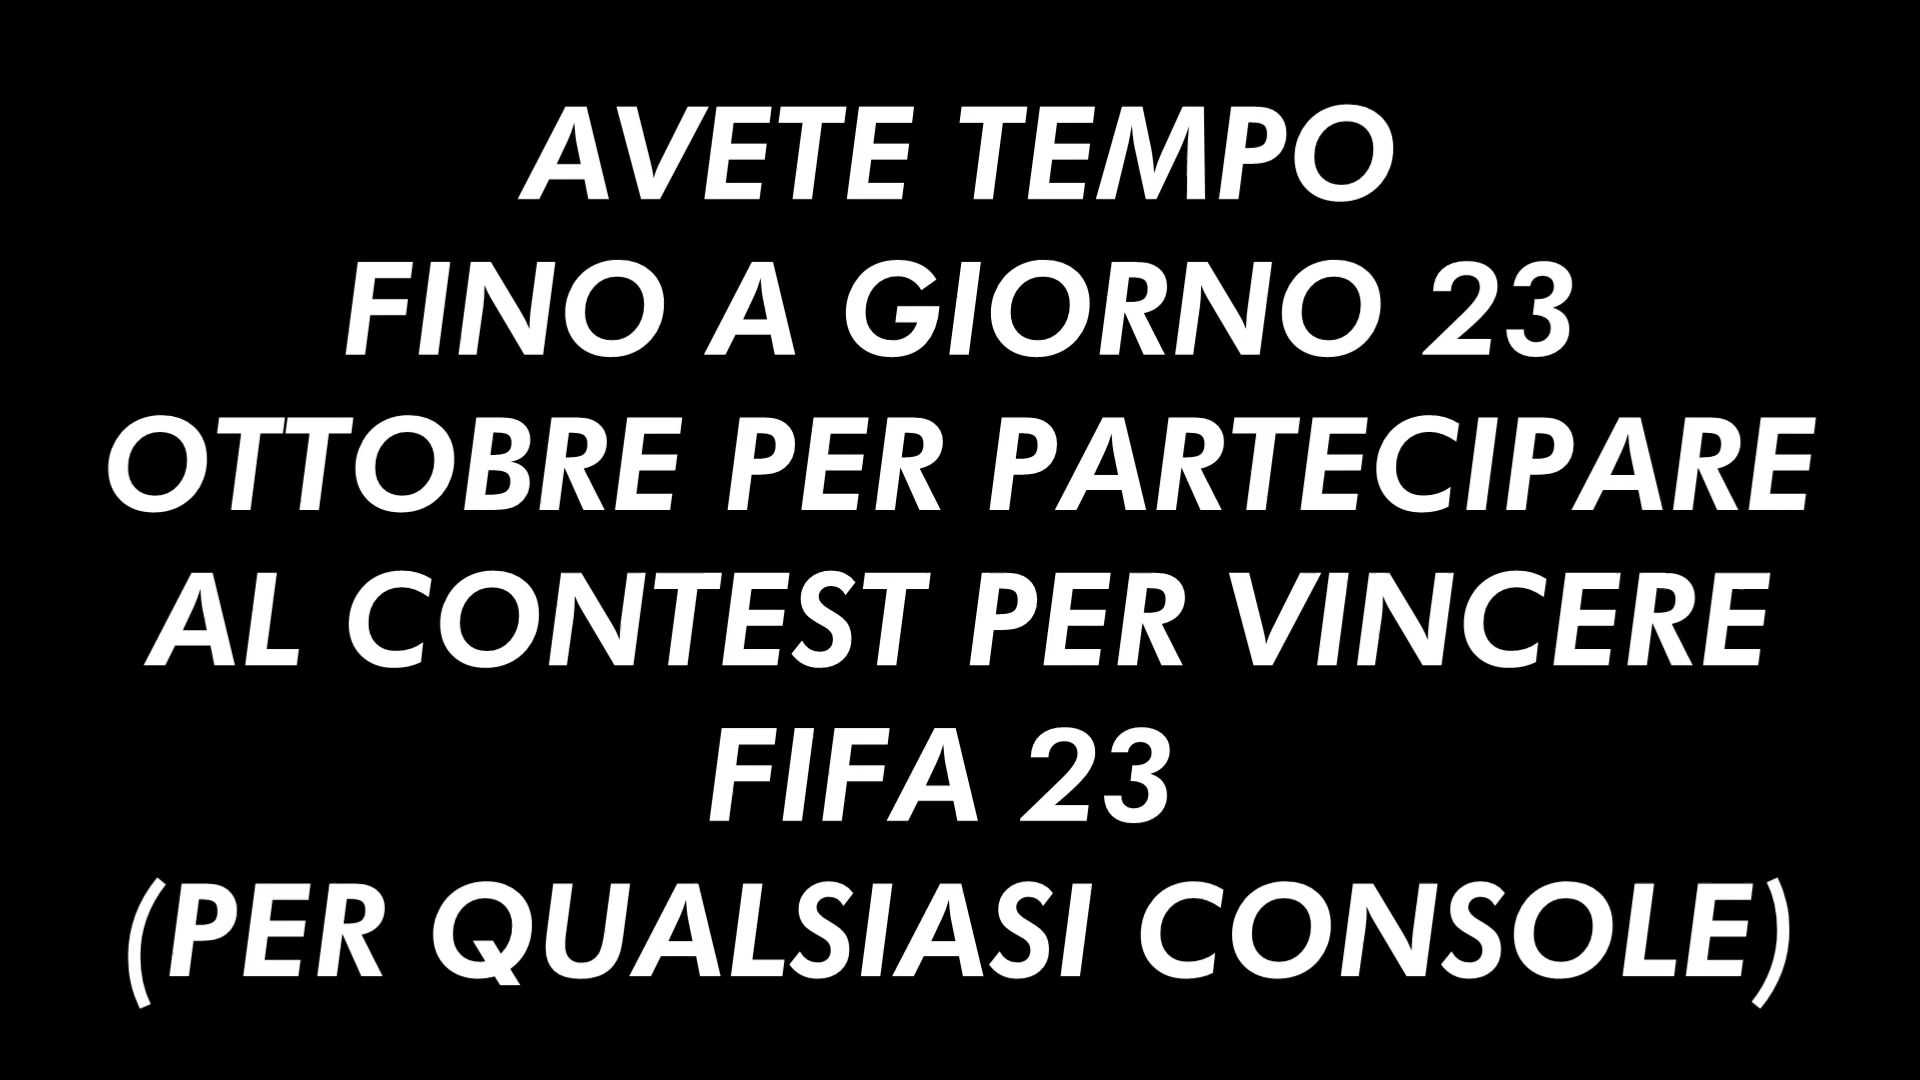 AVETE TEMPO
FINO A GIORNO 23
OTTOBRE PER PARTECIPARE
AL CONTEST PER VINCERE
FIFA 23
(PER QUALSIASI CONSOLE)